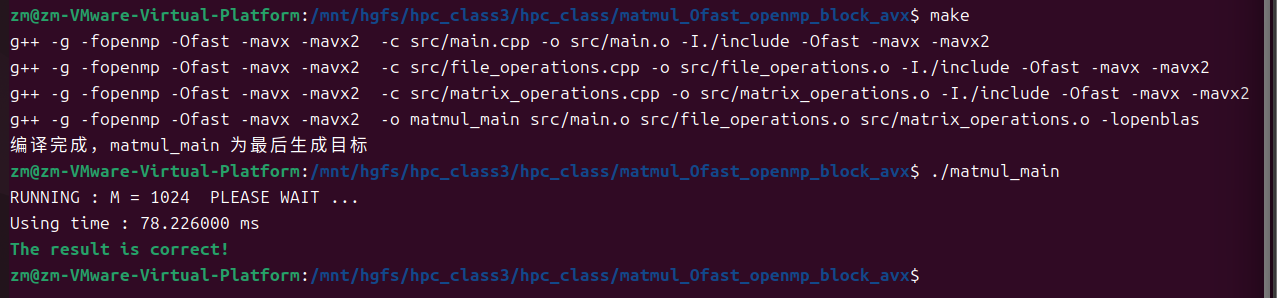 zm@zm-VMware-Virtual-Platform:/mnt/hgfs/hpc_class3/hpc_class/matmul_Ofast_openmp_block_avx$ make
g++ -g -fopenmp -Ofast -mavx -mavx2  -c src/main.cpp -o src/main.o -I./include -Ofast -mavx -mavx2
g++ -g -fopenmp -Ofast -mavx -mavx2  -c src/file_operations.cpp -o src/file_operations.o -I./include -Ofast -mavx -mavx2
g++ -g -fopenmp -Ofast -mavx -mavx2  -c src/matrix_operations.cpp -o src/matrix_operations.o -I./include -Ofast -mavx -mavx2
g++ -g -fopenmp -Ofast -mavx -mavx2  -o matmul_main src/main.o src/file_operations.o src/matrix_operations.o -lopenblas
编译完成，matmul_main 为最后生成目标
zm@zm-VMware-Virtual-Platform:/mnt/hgfs/hpc_class3/hpc_class/matmul_Ofast_openmp_block_avx$ ./matmul_main
RUNNING : M = 1024  PLEASE WAIT ...
Using time : 78.226000 ms
The result is correct!
zm@zm-VMware-Virtual-Platform:/mnt/hgfs/hpc_class3/hpc_class/matmul_Ofast_openmp_block_avx$